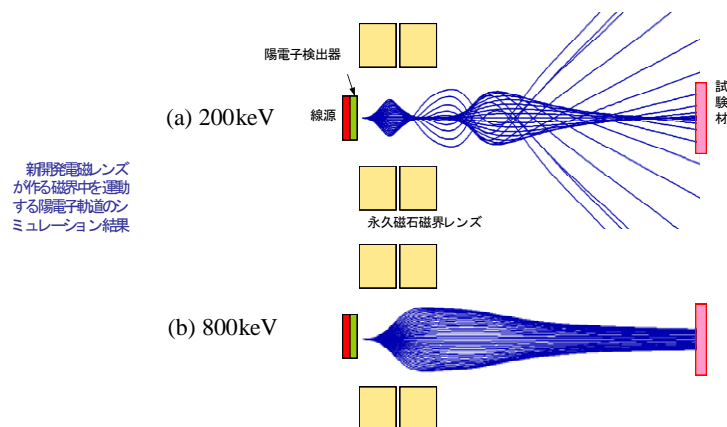 陽電子検出器
(a) 200keV
線源
試
験
材
新開発電磁レンズ
が作る磁界中を運動
する陽電子軌道のシ
ミュレーション結果
永久磁石磁界レンズ
(b) 800keV